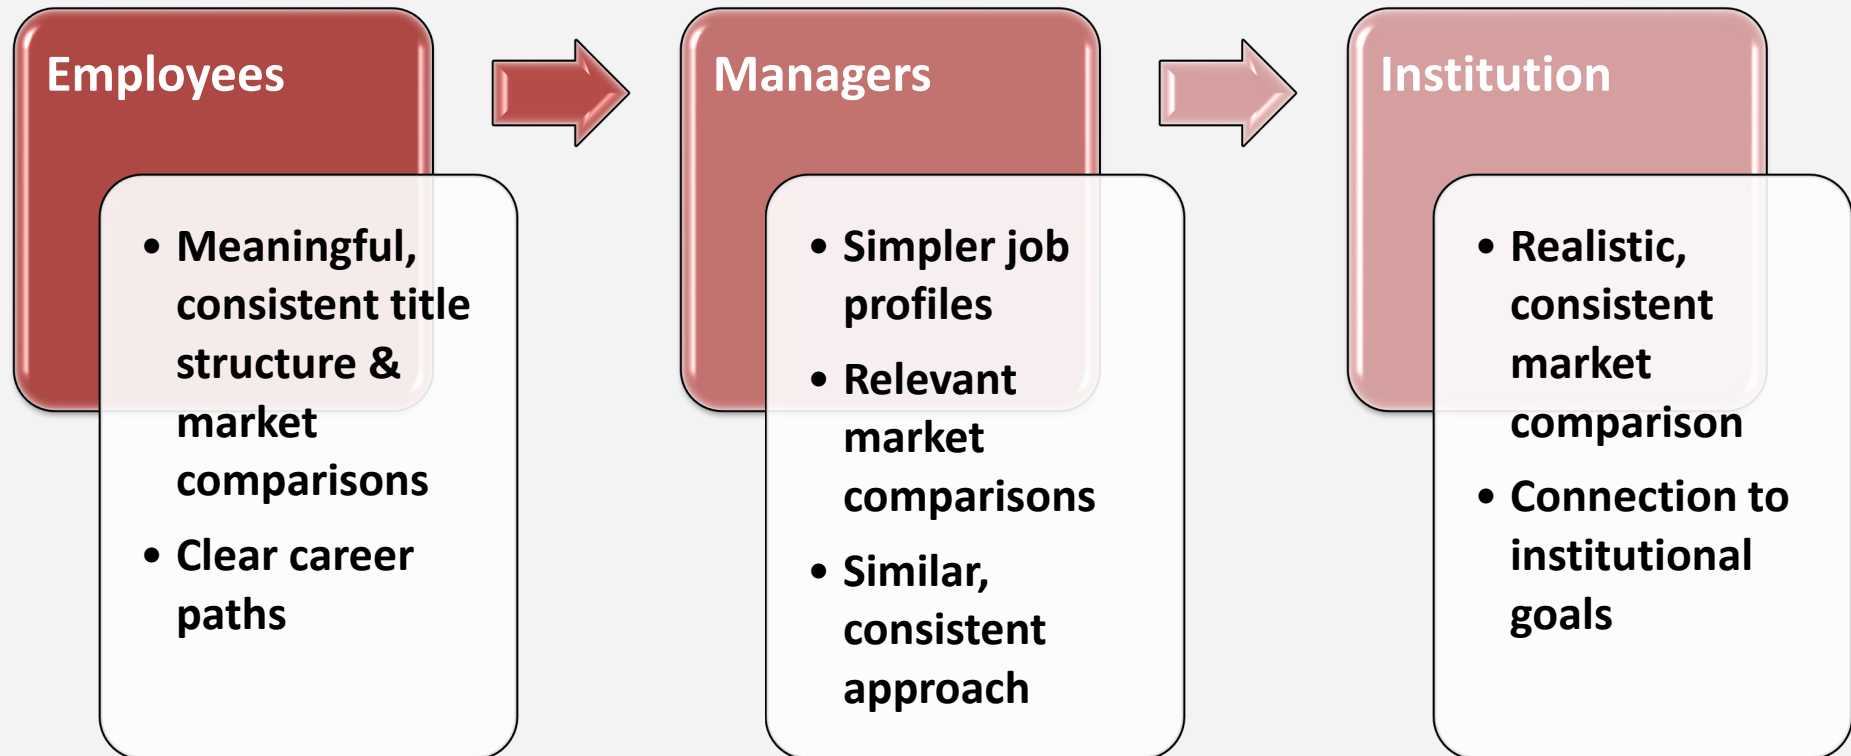 Employees
• Meaningful,
consistent title
structure &
market
comparisons
• Clear career
paths
Managers
• Simpler job
profiles
• Relevant
market
comparisons
• Similar,
consistent
approach
Institution
• Realistic,
consistent
market
comparison
• Connection to
institutional
goals